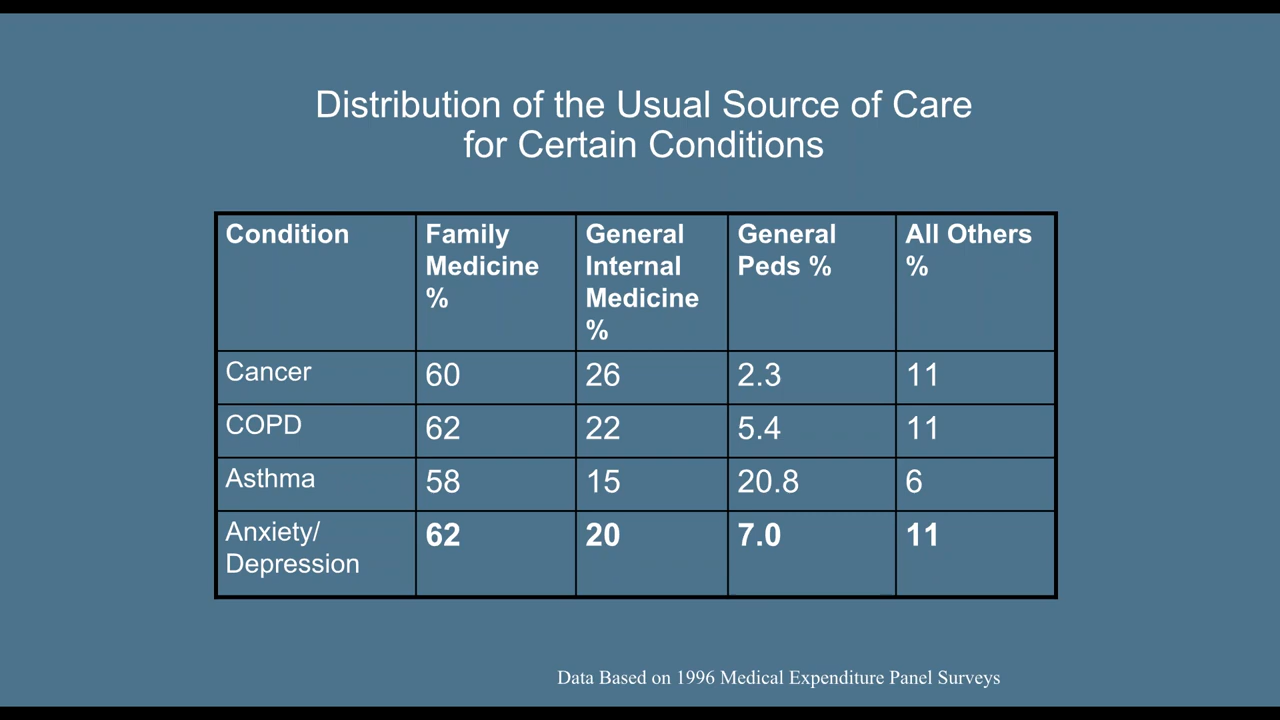 Distribution of the Usual Source of Care
for Certain Conditions
Condition Family Medicine % General Internal Medicine % General Peds % All Others %
Cancer 60 26 2.3 11
COPD 62 22 5.4 11
Asthma 58 15 20.8 6
Anxiety/ Depression 62 20 7.0 11
Data Based on 1996 Medical Expenditure Panel Surveys